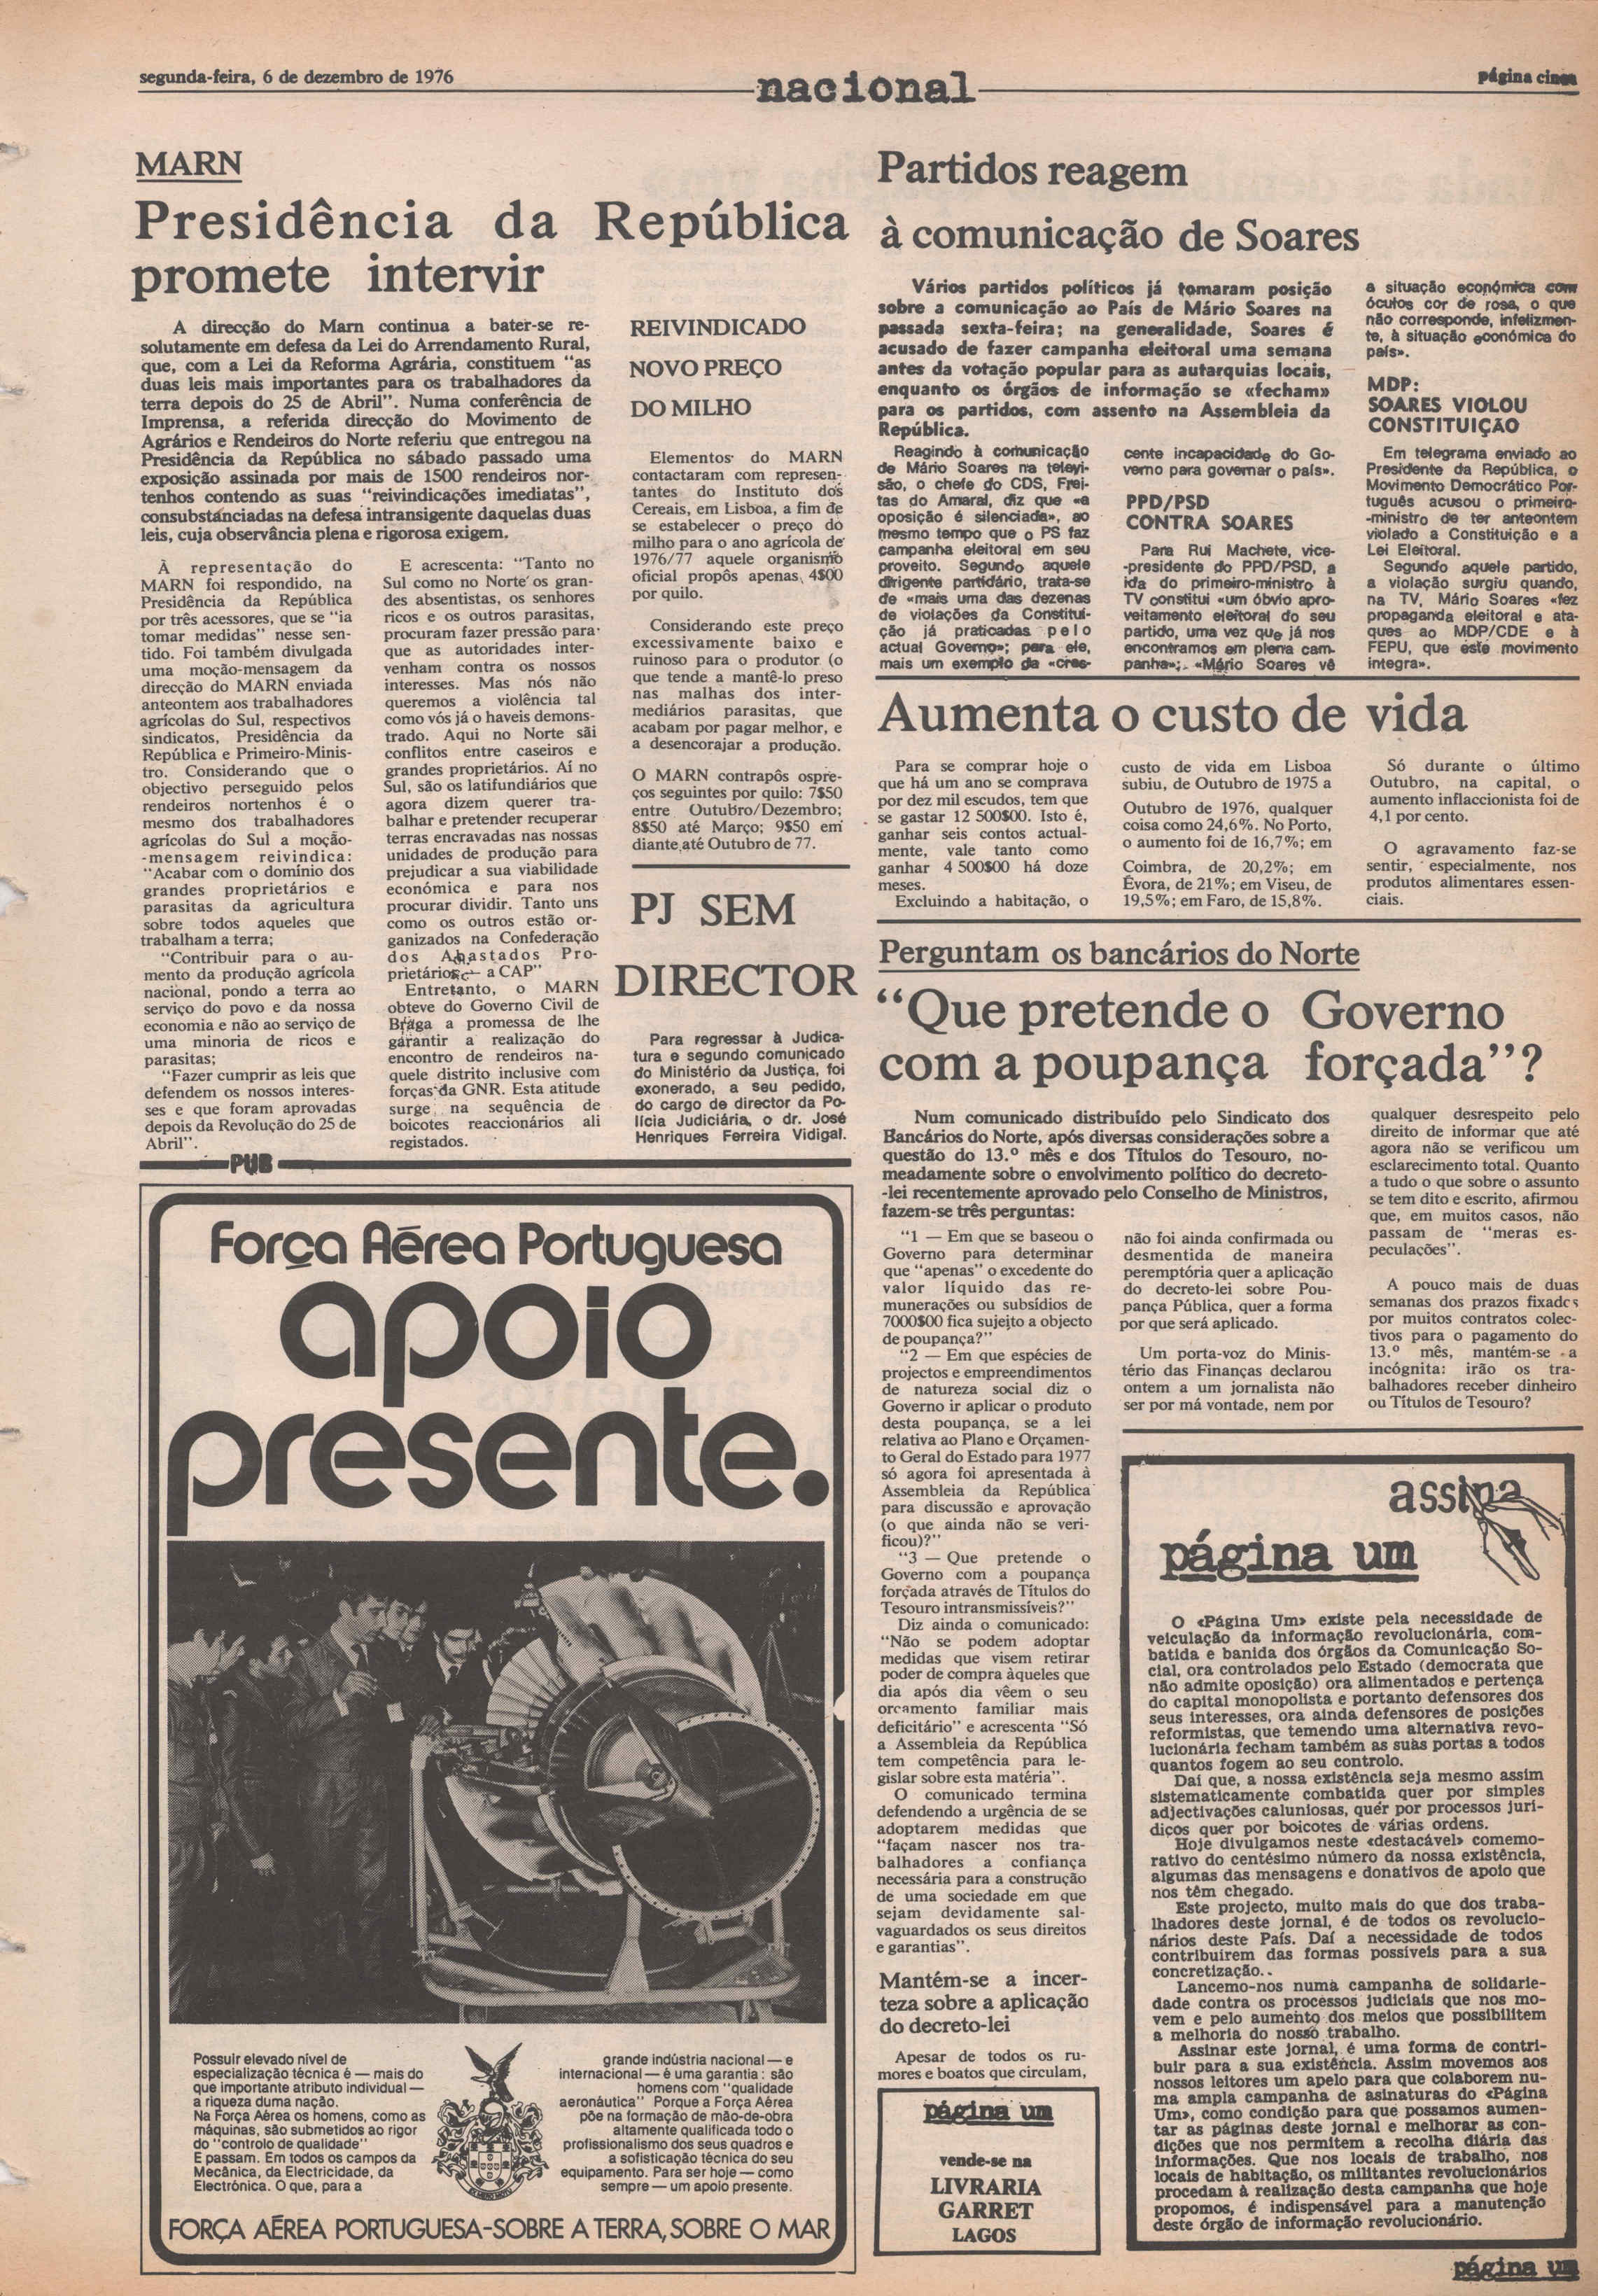 segunda-feira, 6 de dezembro de 1976
nacional
página cinco
MARN
Presidência da República
promete intervir
A direcção do Marn continua a bater-se re-
solutamente em defesa da Lei do Arrendamento Rural,
que, com a Lei da Reforma Agrária, constituem "as
duas leis mais importantes para os trabalhadores da
terra depois do 25 de Abril". Numa conferência de
Imprensa, a referida direcção do Movimento de
Agrários e Rendeiros do Norte referiu que entregou na
Presidência da República no sábado passado uma
exposição assinada por mais de 1500 rendeiros nor-
tenhos contendo as suas "reivindicações imediatas",
consubstanciadas na defesa intransigente daquelas duas
leis, cuja observância plena e rigorosa exigem.
À representação do
MARN foi respondido, na
Presidência da República
por três acessores, que se "ia
tomar medidas" nesse sen-
tido. Foi também divulgada
uma moção-mensagem da
direcção do MARN enviada
anteontem aos trabalhadores
agrícolas do Sul, respectivos
sindicatos, Presidência da
República e Primeiro-Minis-
tro. Considerando que o
objectivo perseguido pelos
rendeiros nortenhos é o
mesmo dos trabalhadores
agrícolas do Sul a moção-
-mensagem reivindica:
"Acabar com o domínio dos
grandes proprietários e
parasitas da agricultura
sobre todos aqueles que
trabalham a terra;
"Contribuir para o au-
mento da produção agrícola
nacional, pondo a terra ao
serviço do povo e da nossa
economia e não ao serviço de
uma minoria de ricos e
parasitas;
"Fazer cumprir as leis que
defendem os nossos interes-
ses e que foram aprovadas
depois da Revolução do 25 de
Abril".
E acrescenta: "Tanto no
Sul como no Norte os gran-
des absentistas, os senhores
ricos e os outros parasitas,
procuram fazer pressão para
que as autoridades inter-
venham contra os nossos
interesses. Mas nós não
queremos a violência tal
como vós já o haveis demons-
trado. Aqui no Norte sãi
conflitos entre caseiros e
grandes proprietários. Aí no
Sul, são os latifundiários que
agora dizem querer tra-
balhar e pretender recuperar
terras encravadas nas nossas
unidades de produção para
prejudicar a sua viabilidade
económica e para nos
procurar dividir. Tanto uns
como os outros estão or-
ganizados na Confederação
dos Abastados Pro-
prietários — a CAP"
Entretanto, o MARN
obteve do Governo Civil de
Braga a promessa de lhe
garantir a realização do
encontro de rendeiros na-
quele distrito inclusive com
forças da GNR. Esta atitude
surge na sequência de
boicotes reaccionários ali
registados.
REIVINDICADO
NOVO PREÇO
DO MILHO
Elementos do MARN
contactaram com represen-
tantes do Instituto dos
Cereais, em Lisboa, a fim de
se estabelecer o preço do
milho para o ano agrícola de
1976/77 aquele organismo
oficial propôs apenas 4$00
por quilo.
Considerando este preço
excessivamente baixo e
ruinoso para o produtor (o
que tende a mantê-lo preso
nas malhas dos inter-
mediários parasitas, que
acabam por pagar melhor, e
a desencorajar a produção.
O MARN contrapôs ospre-
ços seguintes por quilo: 7$50
entre Outubro/Dezembro;
8$50 até Março; 9$50 em
diante até Outubro de 77.
PJ SEM
DIRECTOR
Para regressar à Judica-
tura e segundo comunicado
do Ministério da Justiça, foi
exonerado, a seu pedido,
do cargo de director da Po-
lícia Judiciária, o dr. José
Henriques Ferreira Vidigal.
PUB
Força Aérea Portuguesa
apoio
presente.
Possuir elevado nível de
especialização técnica é — mais do
que importante atributo individual —
a riqueza duma nação.
Na Força Aérea os homens, como as
máquinas, são submetidos ao rigor
do "controlo de qualidade"
E passam. Em todos os campos da
Mecânica, da Electricidade, da
Electrónica. O que, para a
grande indústria nacional — e
internacional — é uma garantia: são
homens com "qualidade
aeronáutica" Porque a Força Aérea
põe na formação de mão-de-obra
altamente qualificada todo o
profissionalismo dos seus quadros e
a sofisticação técnica do seu
equipamento. Para ser hoje — como
sempre — um apoio presente.
FORÇA AÉREA PORTUGUESA-SOBRE A TERRA, SOBRE O MAR
Partidos reagem
à comunicação de Soares
Vários partidos políticos já tomaram posição
sobre a comunicação ao País de Mário Soares na
passada sexta-feira; na generalidade, Soares é
acusado de fazer campanha eleitoral uma semana
antes da votação popular para as autarquias locais,
enquanto os órgãos de informação se «fecham»
para os partidos, com assento na Assembleia da
República.
Reagindo à comunicação
de Mário Soares na televi-
são, o chefe do CDS, Frei-
tas do Amaral, diz que «a
oposição é silenciada», ao
mesmo tempo que o PS faz
campanha eleitoral em seu
proveito. Segundo aquele
dirigente partidário, trata-se
de «mais uma das dezenas
de violações da Constitui-
ção já praticadas pelo
actual Governo»; para ele,
mais um exemplo da «cres-
cente incapacidade do Go-
verno para governar o país».
PPD/PSD
CONTRA SOARES
Para Rui Machete, vice-
-presidente do PPD/PSD, a
ida do primeiro-ministro à
TV constitui «um óbvio apro-
veitamento eleitoral do seu
partido, uma vez que já nos
encontramos em plena cam-
panha»; «Mário Soares vê
a situação económica com
óculos cor de rosa, o que
não corresponde, infelizmen-
te, à situação económica do
país».
MDP:
SOARES VIOLOU
CONSTITUIÇÃO
Em telegrama enviado ao
Presidente da República, o
Movimento Democrático Por-
tuguês acusou o primeiro-
-ministro de ter anteontem
violado a Constituição e a
Lei Eleitoral.
Segundo aquele partido,
a violação surgiu quando,
na TV, Mário Soares «fez
propaganda eleitoral e ata-
ques ao MDP/CDE e à
FEPU, que este movimento
integra».
Aumenta o custo de vida
Para se comprar hoje o
que há um ano se comprava
por dez mil escudos, tem que
se gastar 12 500$00. Isto é,
ganhar seis contos actual-
mente, vale tanto como
ganhar 4 500$00 há doze
meses.
Excluindo a habitação, o
custo de vida em Lisboa
subiu, de Outubro de 1975 a
Outubro de 1976, qualquer
coisa como 24,6%. No Porto,
o aumento foi de 16,7%; em
Coimbra, de 20,2%; em
Évora, de 21%; em Viseu, de
19,5%; em Faro, de 15,8%.
Só durante o último
Outubro, na capital, o
aumento inflaccionista foi de
4,1 por cento.
O agravamento faz-se
sentir, especialmente, nos
produtos alimentares essen-
ciais.
Perguntam os bancários do Norte
"Que pretende o Governo
com a poupança forçada"?
Num comunicado distribuído pelo Sindicato dos
Bancários do Norte, após diversas considerações sobre a
questão do 13.º mês e dos Títulos do Tesouro, no-
meadamente sobre o envolvimento político do decreto-
-lei recentemente aprovado pelo Conselho de Ministros,
fazem-se três perguntas:
"1 — Em que se baseou o
Governo para determinar
que "apenas" o excedente do
valor líquido das re-
munerações ou subsídios de
7000$00 fica sujeito a objecto
de poupança?"
"2 — Em que espécies de
projectos e empreendimentos
de natureza social diz o
Governo ir aplicar o produto
desta poupança, se a lei
relativa ao Plano e Orçamen-
to Geral do Estado para 1977
só agora foi apresentada à
Assembleia da República
para discussão e aprovação
(o que ainda não se veri-
ficou)?"
"3 — Que pretende o
Governo com a poupança
forçada através de Títulos do
Tesouro intransmissíveis?"
Diz ainda o comunicado:
"Não se podem adoptar
medidas que visem retirar
poder de compra àqueles que
dia após dia vêem o seu
orçamento familiar mais
deficitário" e acrescenta "Só
a Assembleia da República
tem competência para le-
gislar sobre esta matéria".
O comunicado termina
defendendo a urgência de se
adoptarem medidas que
"façam nascer nos tra-
balhadores a confiança
necessária para a construção
de uma sociedade em que
sejam devidamente sal-
vaguardados os seus direitos
e garantias".
Mantém-se a incer-
teza sobre a aplicação
do decreto-lei
Apesar de todos os ru-
mores e boatos que circulam,
não foi ainda confirmada ou
desmentida de maneira
peremptória quer a aplicação
do decreto-lei sobre Pou-
pança Pública, quer a forma
por que será aplicado.
Um porta-voz do Minis-
tério das Finanças declarou
ontem a um jornalista não
ser por má vontade, nem por
qualquer desrespeito pelo
direito de informar que até
agora não se verificou um
esclarecimento total. Quanto
a tudo o que sobre o assunto
se tem dito e escrito, afirmou
que, em muitos casos, não
passam de "meras es-
peculações".
A pouco mais de duas
semanas dos prazos fixados
por muitos contratos colec-
tivos para o pagamento do
13.º mês, mantém-se a
incógnita: irão os tra-
balhadores receber dinheiro
ou Títulos de Tesouro?
página um
vende-se na
LIVRARIA
GARRET
LAGOS
assina
página um
O «Página Um» existe pela necessidade de
veiculação da informação revolucionária, com-
batida e banida dos órgãos da Comunicação So-
cial, ora controlados pelo Estado (democrata que
não admite oposição) ora alimentados e pertença
do capital monopolista e portanto defensores dos
seus interesses, ora ainda defensores de posições
reformistas, que temendo uma alternativa revo-
lucionária fecham também as suas portas a todos
quantos fogem ao seu controlo.
Daí que, a nossa existência seja mesmo assim
sistematicamente combatida quer por simples
adjectivações caluniosas, quer por processos jurí-
dicos quer por boicotes de várias ordens.
Hoje divulgamos neste «destacável» comemo-
rativo do centésimo número da nossa existência,
algumas das mensagens e donativos de apoio que
nos têm chegado.
Este projecto, muito mais do que dos traba-
lhadores deste jornal, é de todos os revolucio-
nários deste País. Daí a necessidade de todos
contribuirem das formas possíveis para a sua
concretização..
Lancemo-nos numa campanha de solidarie-
dade contra os processos judiciais que nos mo-
vem e pelo aumento dos meios que possibilitem
a melhoria do nosso trabalho.
Assinar este jornal, é uma forma de contri-
buir para a sua existência. Assim movemos aos
nossos leitores um apelo para que colaborem nu-
ma ampla campanha de asinaturas do «Página
Um», como condição para que possamos aumen-
tar as páginas deste jornal e melhorar as con-
dições que nos permitem a recolha diária das
informações. Que nos locais de trabalho, nos
locais de habitação, os militantes revolucionários
procedam à realização desta campanha que hoje
propomos, é indispensável para a manutenção
deste órgão de informação revolucionário.
página um